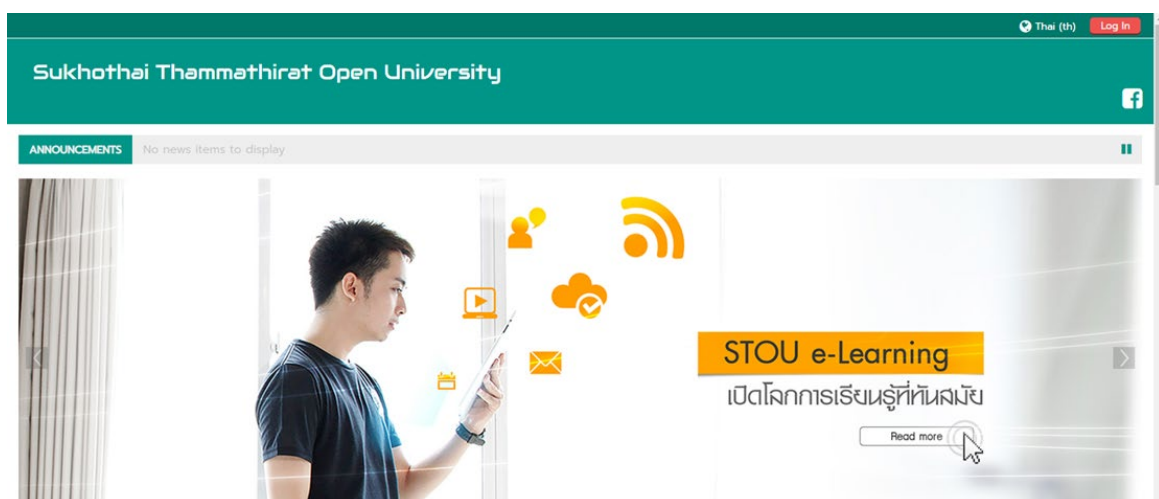 Thai (th) Log In
Sukhothai Thammathirat Open University
ANNOUNCEMENTS No news items to display
STOU e-Learning
เปิดโลกการเรียนรู้ที่ทันสมัย
Read more